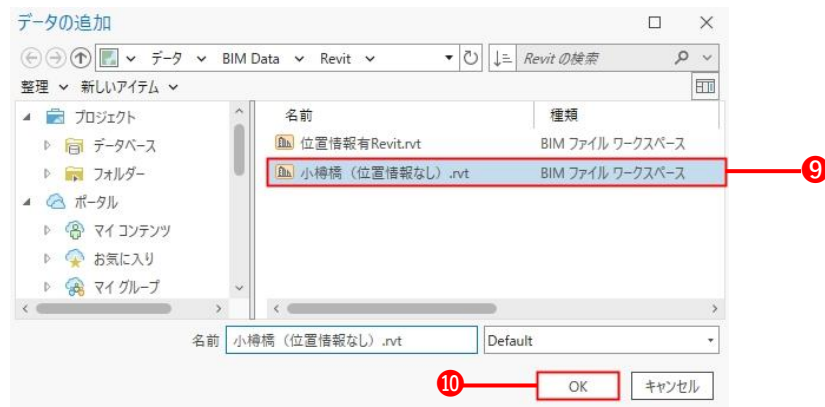 データの追加
データ BIM Data Revit Revit の検索
整理 新しいアイテム
プロジェクト
データベース
フォルダー
ポータル
マイ コンテンツ
お気に入り
マイ グループ
名前 種類
位置情報有Revit.rvt BIM ファイル ワークスペース
小樽橋（位置情報なし）.rvt BIM ファイル ワークスペース
9
名前 小樽橋（位置情報なし）.rvt Default
10
OK キャンセル